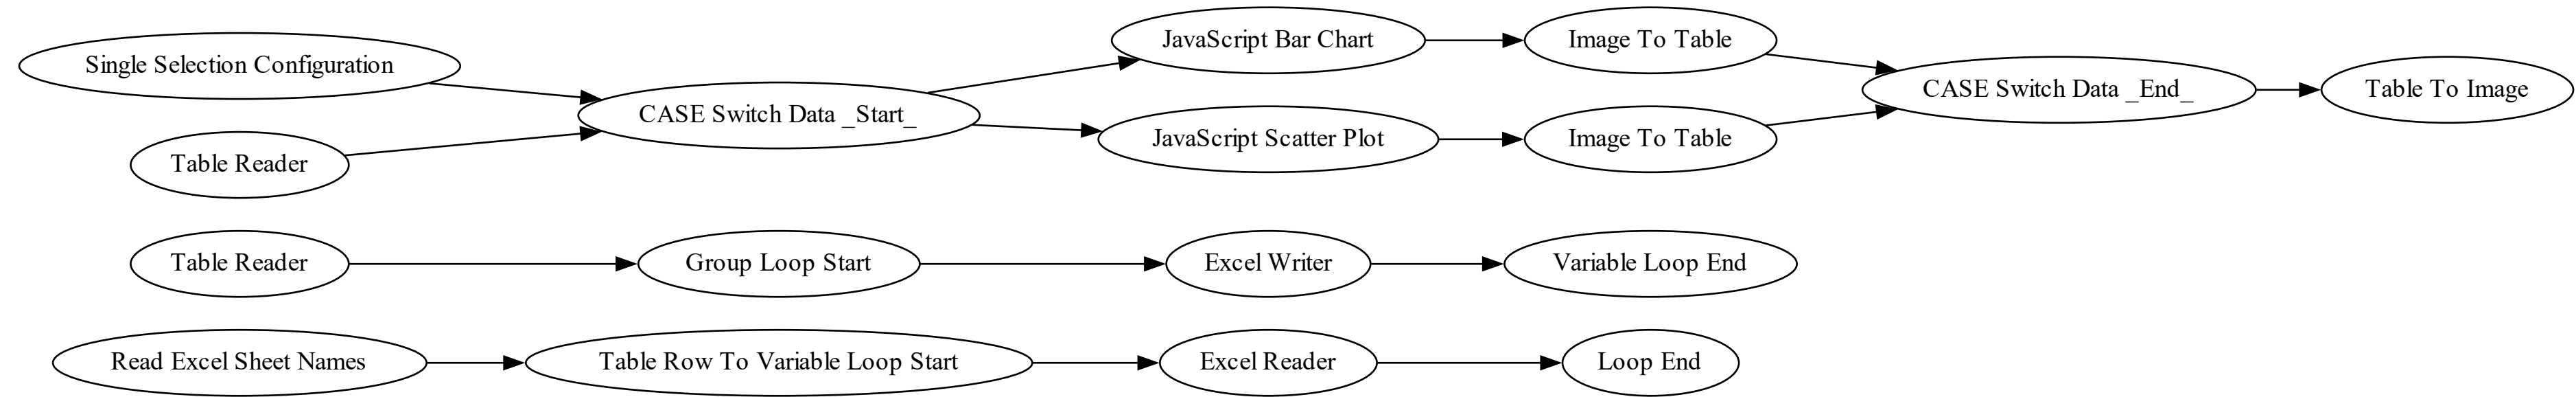 Single Selection Configuration
Table Reader
CASE Switch Data _Start_
JavaScript Bar Chart
JavaScript Scatter Plot
Image To Table
Image To Table
CASE Switch Data _End_
Table To Image
Table Reader
Group Loop Start
Excel Writer
Variable Loop End
Read Excel Sheet Names
Table Row To Variable Loop Start
Excel Reader
Loop End